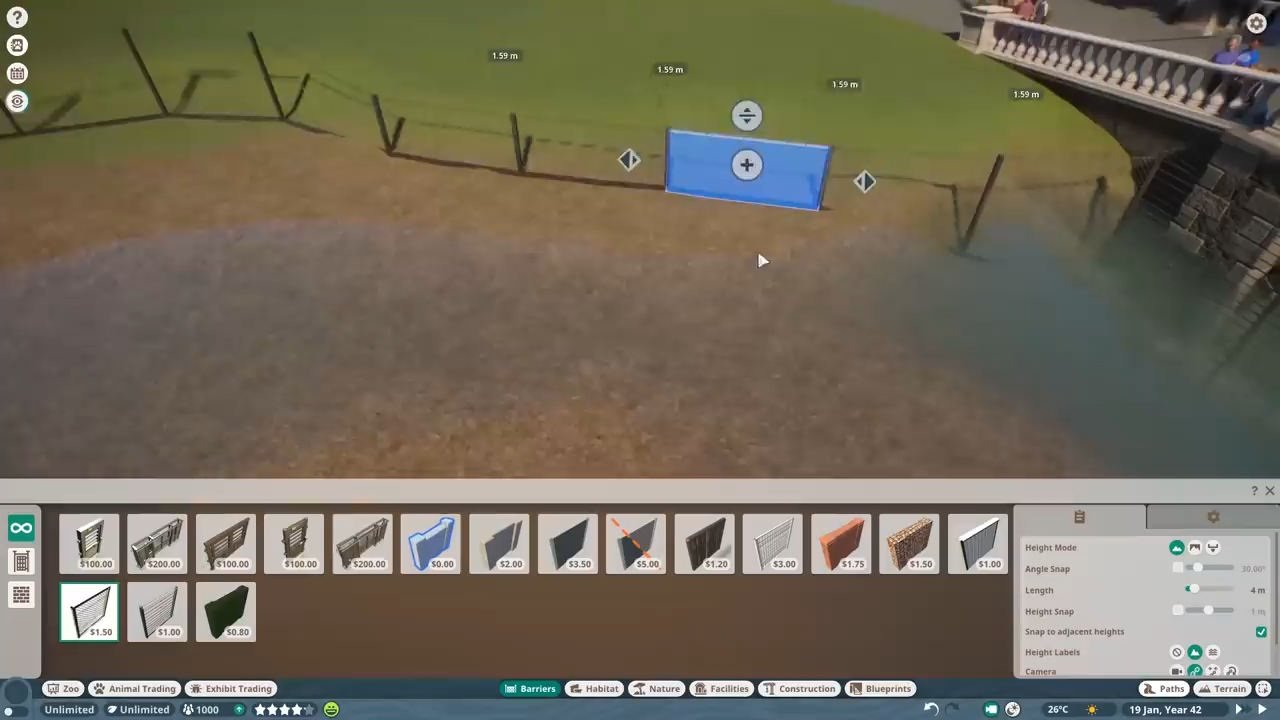 1.59 m
1.59 m
1.59 m
1.59 m
?
? ×
$100.00 $200.00 $100.00 $100.00 $200.00 $0.00 $2.00 $3.50 $5.00 $1.20 $3.00 $1.75 $1.50 $1.00
$1.50 $1.00 $0.80
Height Mode
Angle Snap 30.00°
Length 4 m
Height Snap 1 m
Snap to adjacent heights
Height Labels
Camera
Zoo Animal Trading Exhibit Trading Barriers Habitat Nature Facilities Construction Blueprints Paths Terrain
Unlimited Unlimited 1000 26°C 19 Jan, Year 42